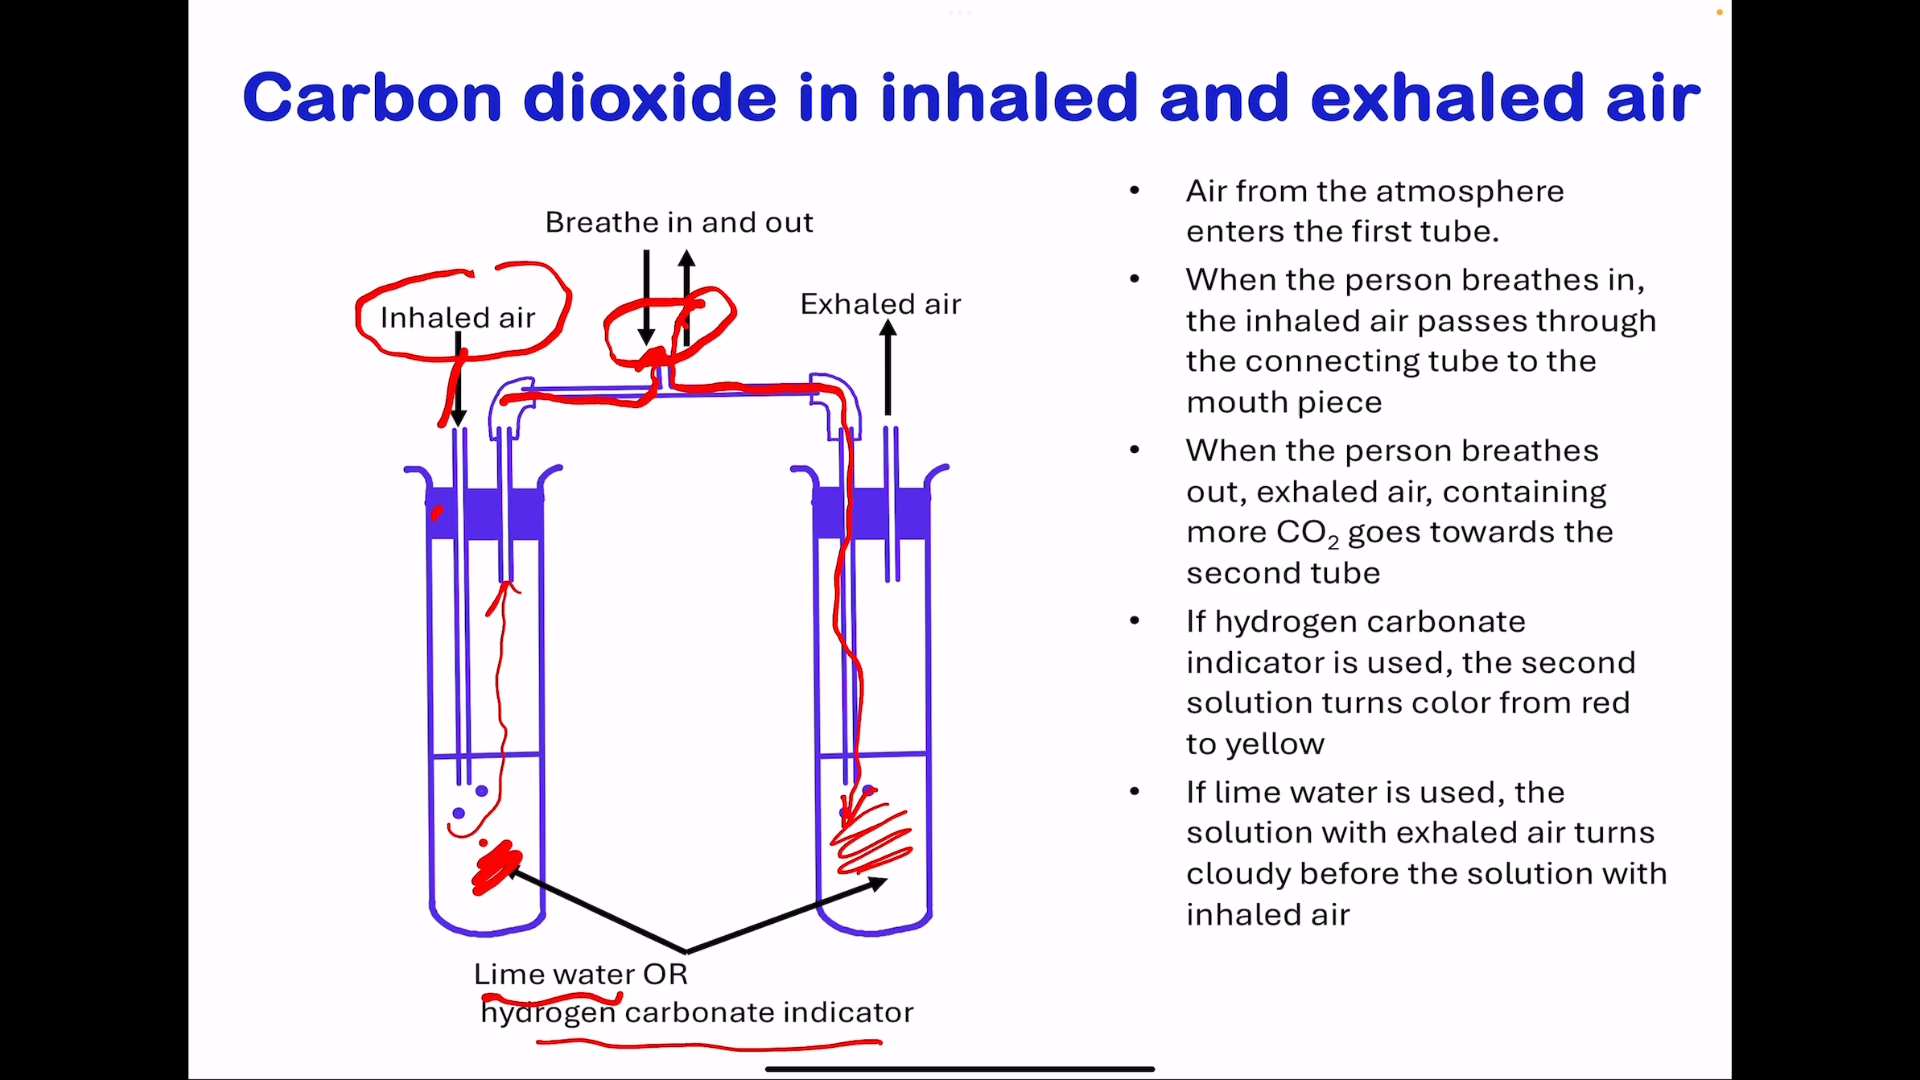 Carbon dioxide in inhaled and exhaled air
Breathe in and out
Inhaled air
Exhaled air
Lime water OR
hydrogen carbonate indicator
• Air from the atmosphere
enters the first tube.
• When the person breathes in,
the inhaled air passes through
the connecting tube to the
mouth piece
• When the person breathes
out, exhaled air, containing
more CO₂ goes towards the
second tube
• If hydrogen carbonate
indicator is used, the second
solution turns color from red
to yellow
• If lime water is used, the
solution with exhaled air turns
cloudy before the solution with
inhaled air